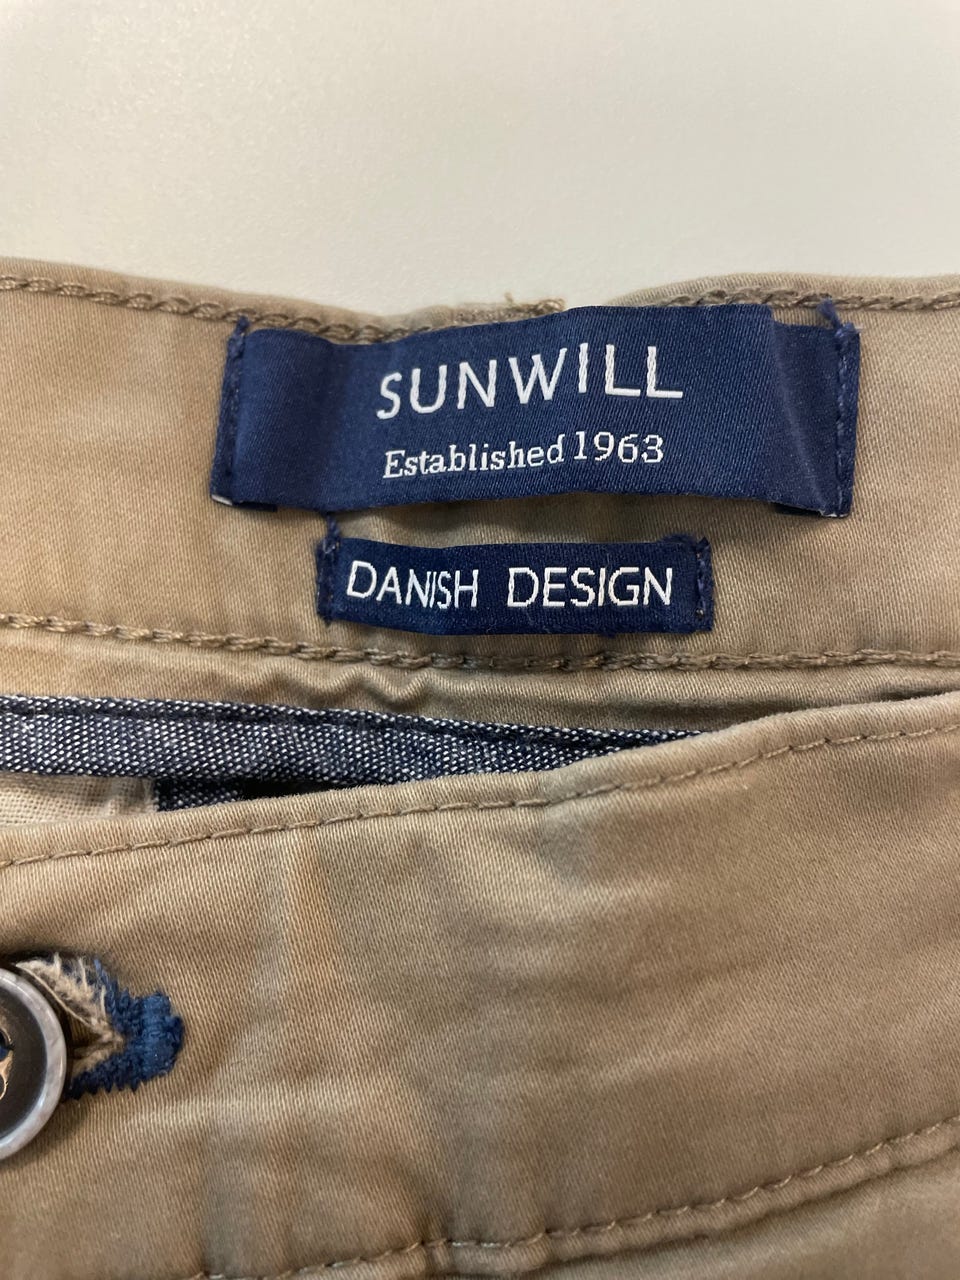 SUNWILL
Established 1963
DANISH DESIGN